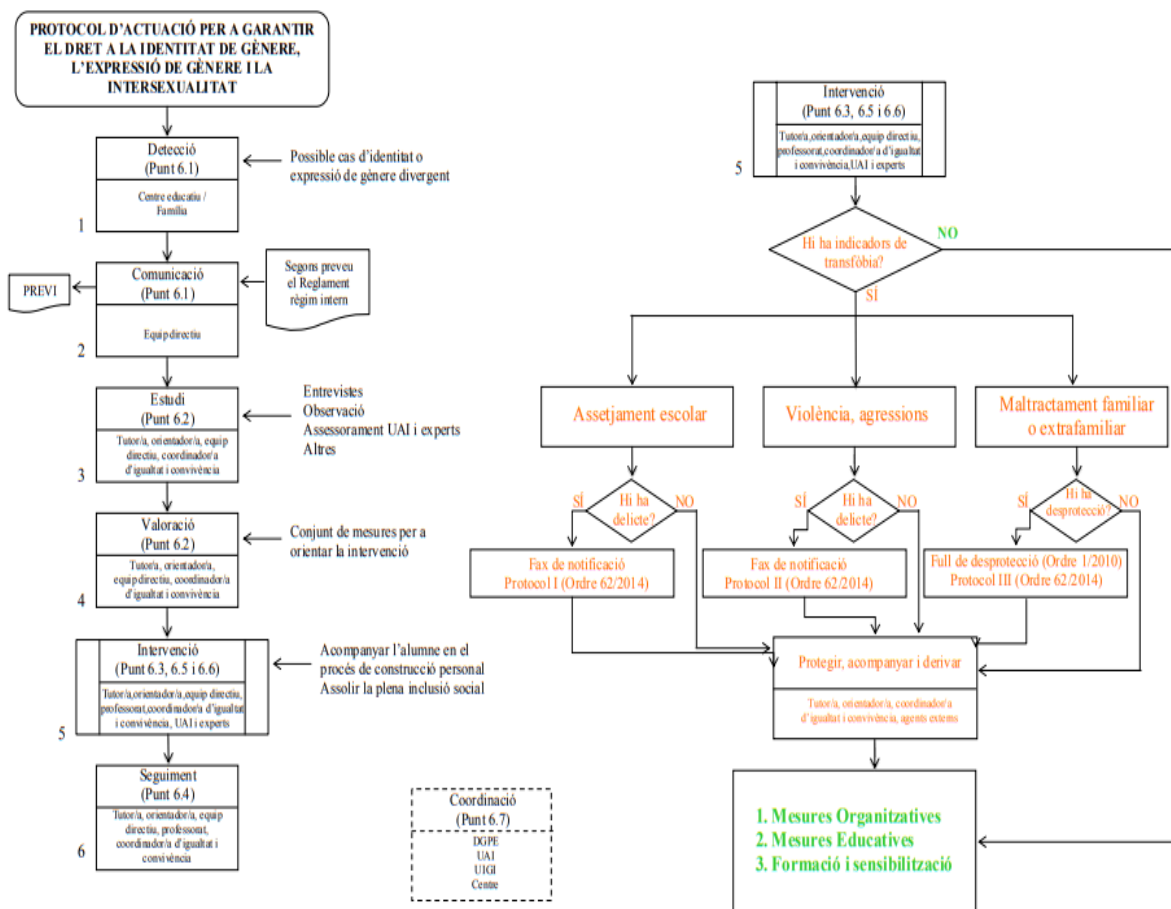 PROTOCOL D'ACTUACIÓ PER A GARANTIR
EL DRET A LA IDENTITAT DE GÈNERE,
L'EXPRESSIÓ DE GÈNERE I LA
INTERSEXUALITAT
Detecció
(Punt 6.1)
Centre educatiu /
Família
1
Possible cas d'identitat o
expressió de gènere divergent
Comunicació
(Punt 6.1)
Equip directiu
2
PREVI
Segons preveu
el Reglament
règim intern
Estudi
(Punt 6.2)
Tutor/a, orientador/a, equip
directiu, coordinador/a
d'igualtat i convivència
3
Entrevistes
Observació
Assessorament UAI i experts
Altres
Valoració
(Punt 6.2)
Tutor/a, orientador/a,
equip directiu, coordinador/a
d'igualtat i convivència
4
Conjunt de mesures per a
orientar la intervenció
Intervenció
(Punt 6.3, 6.5 i 6.6)
Tutor/a,orientador/a,equip directiu,
professorat,coordinador/a d'igualtat
i convivència, UAI i experts
5
Acompanyar l'alumne en el
procés de construcció personal
Assolir la plena inclusió social
Seguiment
(Punt 6.4)
Tutor/a, orientador/a, equip
directiu, professorat,
coordinador/a d'igualtat i
convivència
6
Coordinació
(Punt 6.7)
DGPE
UAI
UIGI
Centre
Intervenció
(Punt 6.3, 6.5 i 6.6)
Tutor/a,orientador/a,equip directiu,
professorat,coordinador/a d'igualtat
i convivència,UAI i experts
5
Hi ha indicadors de
transfòbia?
NO
SÍ
Assetjament escolar
Violència, agressions
Maltractament familiar
o extrafamiliar
SÍ
Hi ha
delicte?
NO
SÍ
Hi ha
delicte?
NO
SÍ
Hi ha
desprotecció?
NO
Fax de notificació
Protocol I (Ordre 62/2014)
Fax de notificació
Protocol II (Ordre 62/2014)
Full de desprotecció (Ordre 1/2010)
Protocol III (Ordre 62/2014)
Protegir, acompanyar i derivar
Tutor/a, orientador/a, coordinador/a
d'igualtat i convivència, agents externs
1. Mesures Organitzatives
2. Mesures Educatives
3. Formació i sensibilització